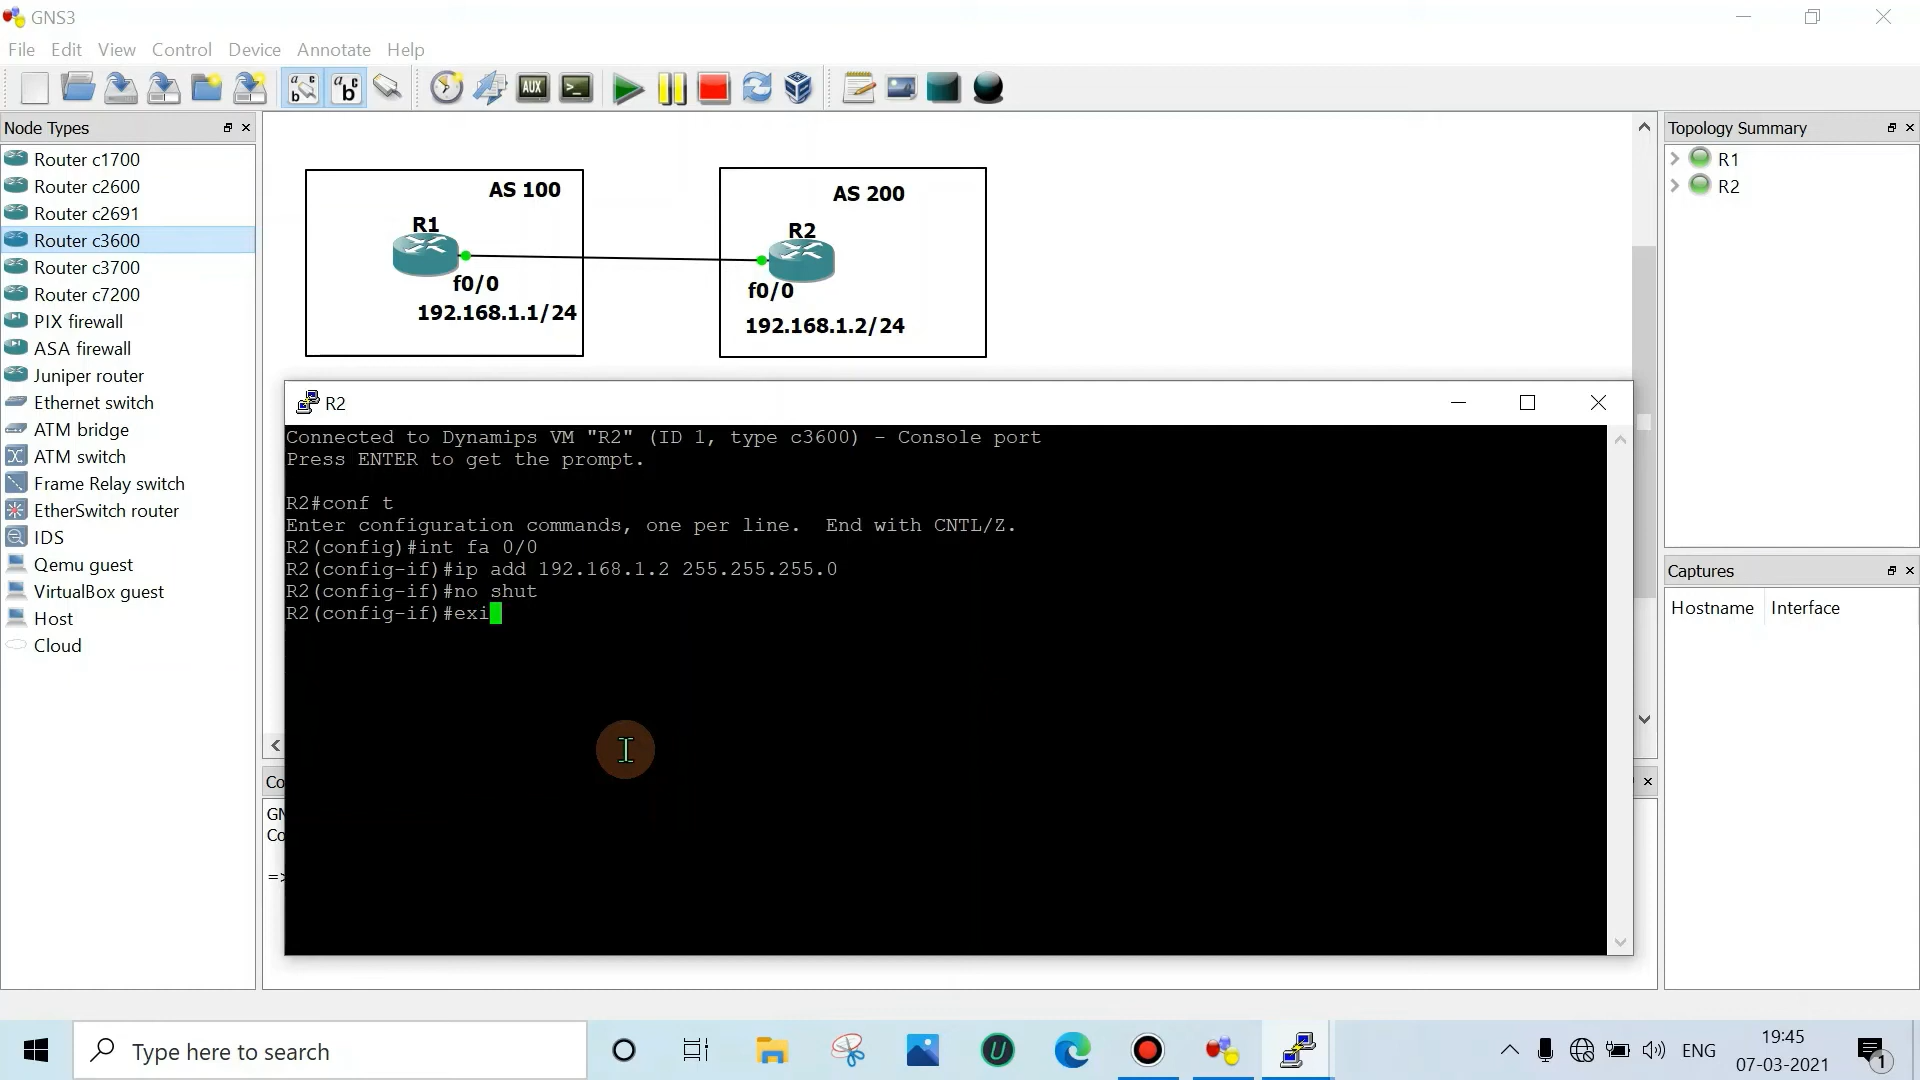 GNS3
File Edit View Control Device Annotate Help
AUX
Node Types
Router c1700
Router c2600
Router c2691
Router c3600
Router c3700
Router c7200
PIX firewall
ASA firewall
Juniper router
Ethernet switch
ATM bridge
ATM switch
Frame Relay switch
EtherSwitch router
IDS
Qemu guest
VirtualBox guest
Host
Cloud
AS 100
R1
f0/0
192.168.1.1/24
AS 200
R2
f0/0
192.168.1.2/24
Topology Summary
R1
R2
Captures
Hostname Interface
R2
Connected to Dynamips VM "R2" (ID 1, type c3600) - Console port
Press ENTER to get the prompt.
R2#conf t
Enter configuration commands, one per line.  End with CNTL/Z.
R2(config)#int fa 0/0
R2(config-if)#ip add 192.168.1.2 255.255.255.0
R2(config-if)#no shut
R2(config-if)#exi
Co
GN
Co
=>
Type here to search
ENG
19:45
07-03-2021
1